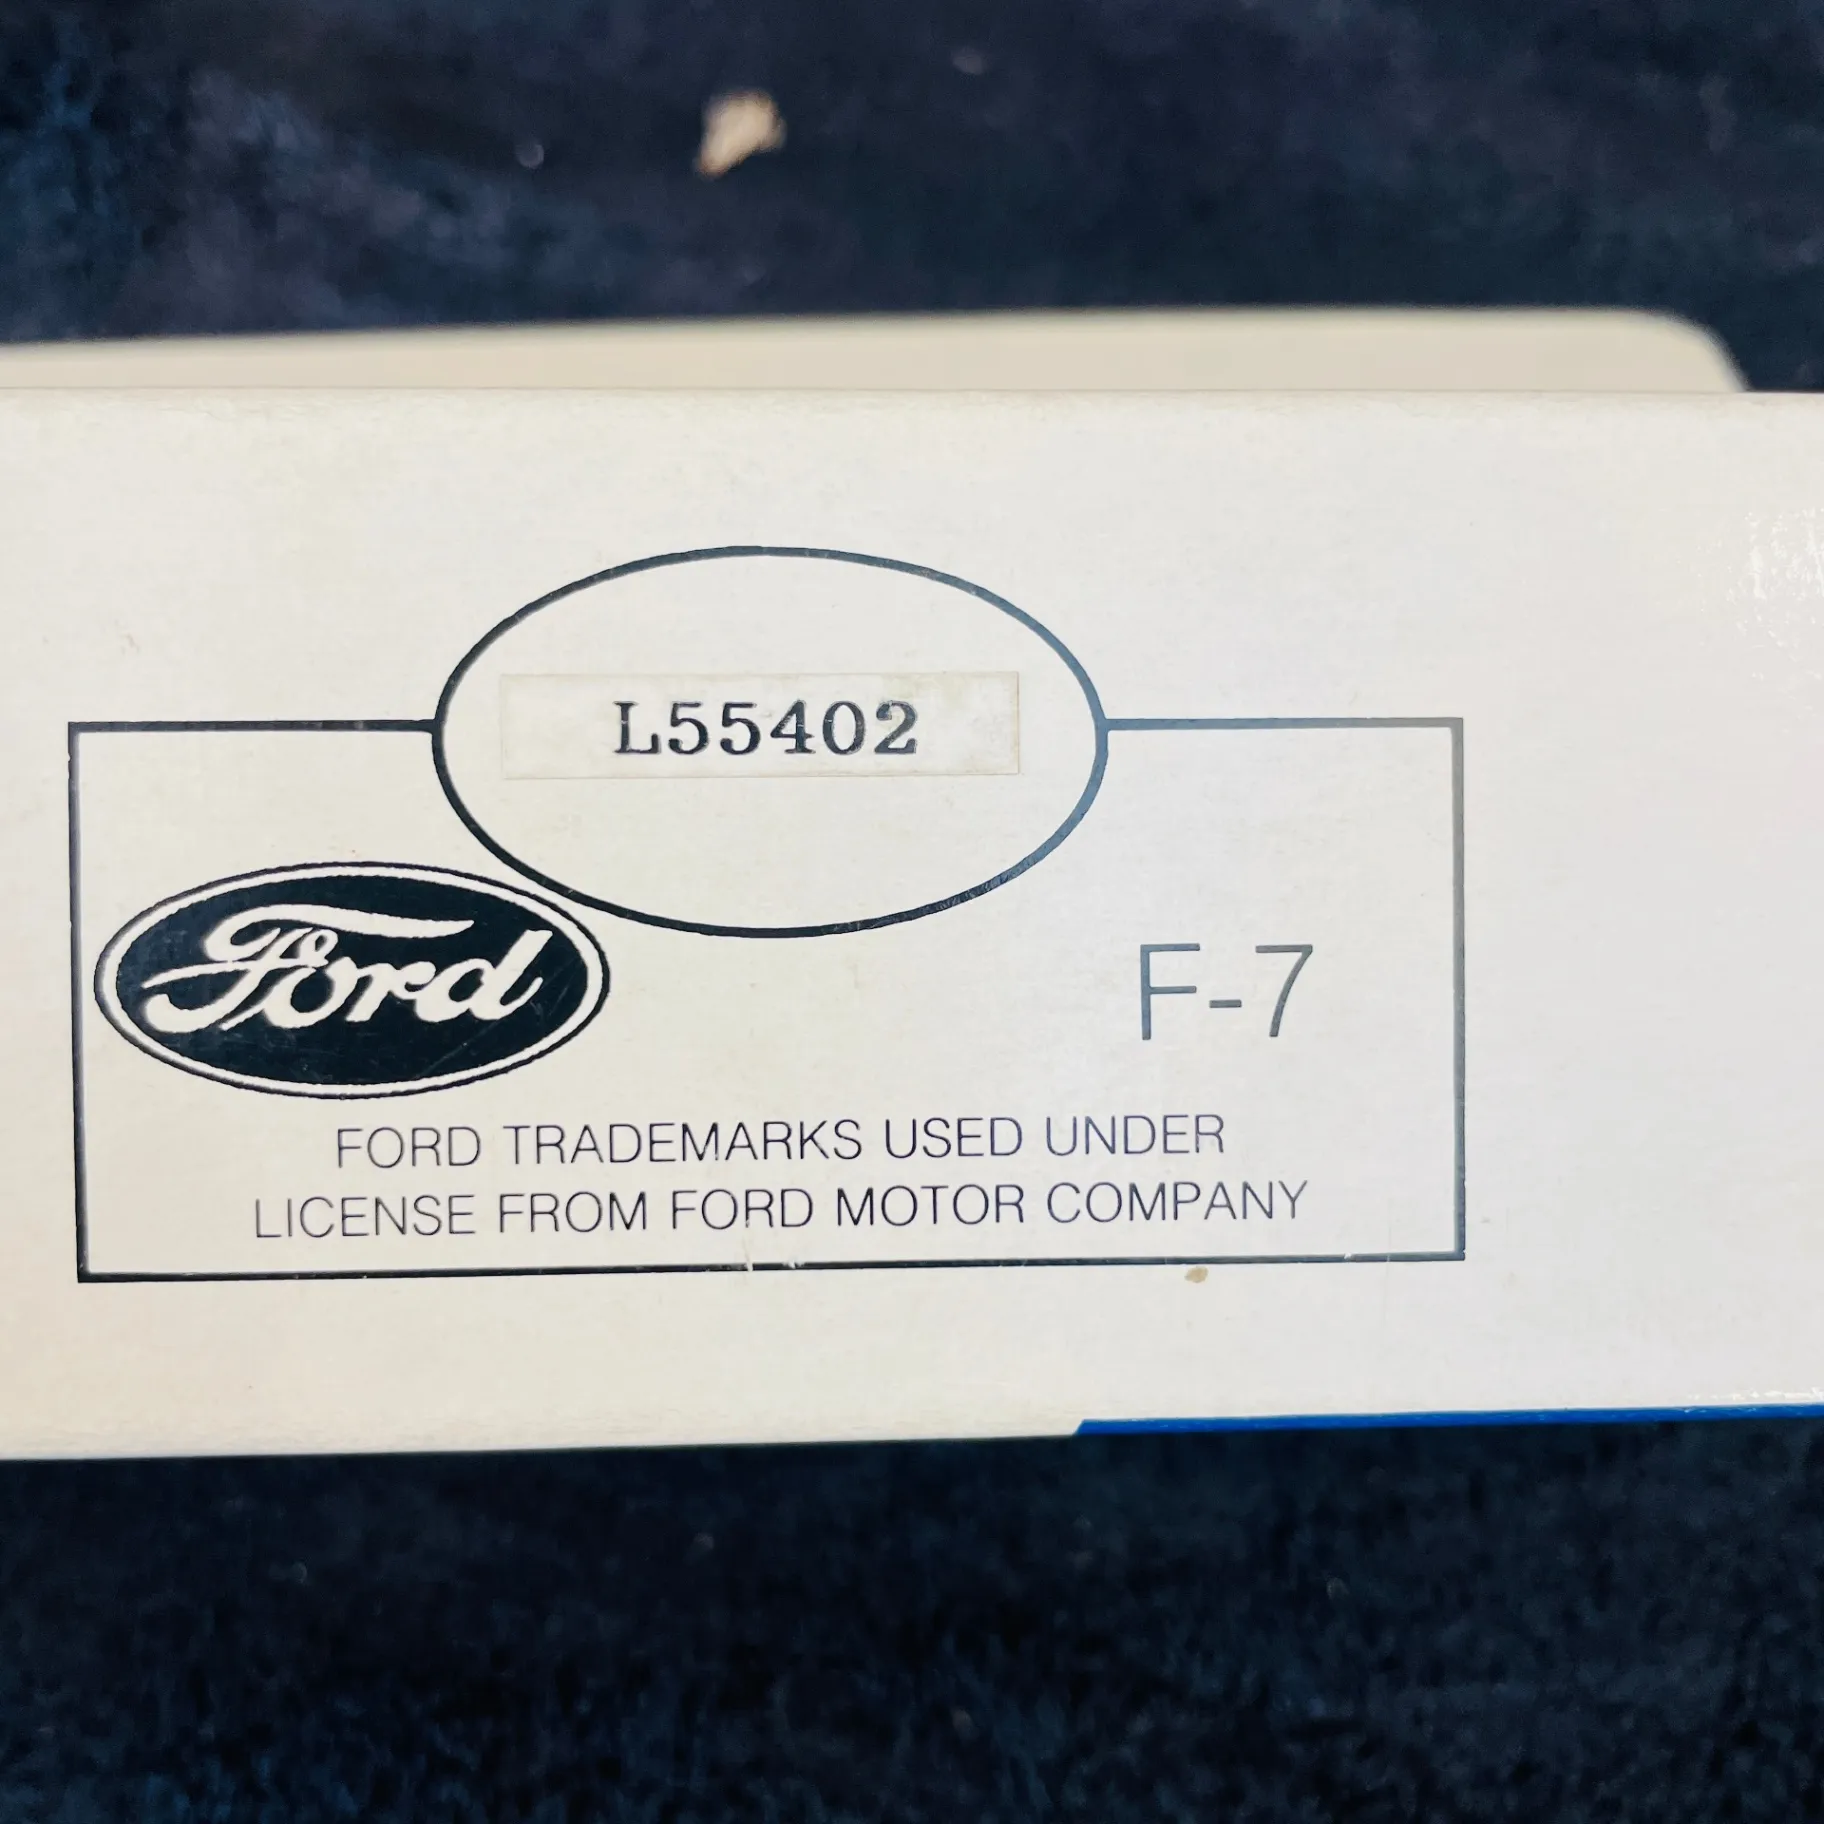 L55402
Ford
F-7
FORD TRADEMARKS USED UNDER
LICENSE FROM FORD MOTOR COMPANY